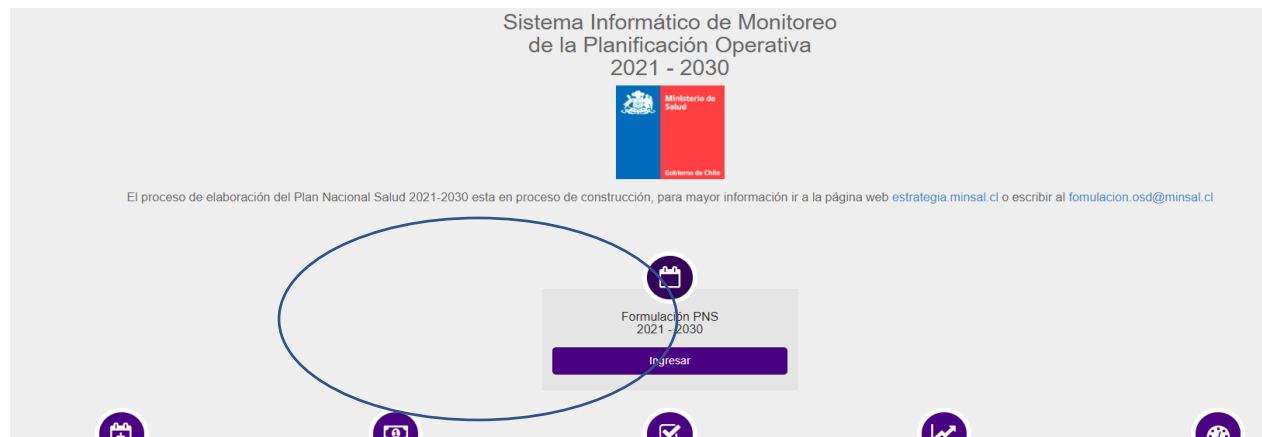 Sistema Informático de Monitoreo
de la Planificación Operativa
2021 - 2030
Ministerio de
Salud
Gobierno de Chile
El proceso de elaboración del Plan Nacional Salud 2021-2030 esta en proceso de construcción, para mayor información ir a la página web estrategia.minsal.cl o escribir al fomulacion.osd@minsal.cl
Formulación PNS
2021 - 2030
Ingresar